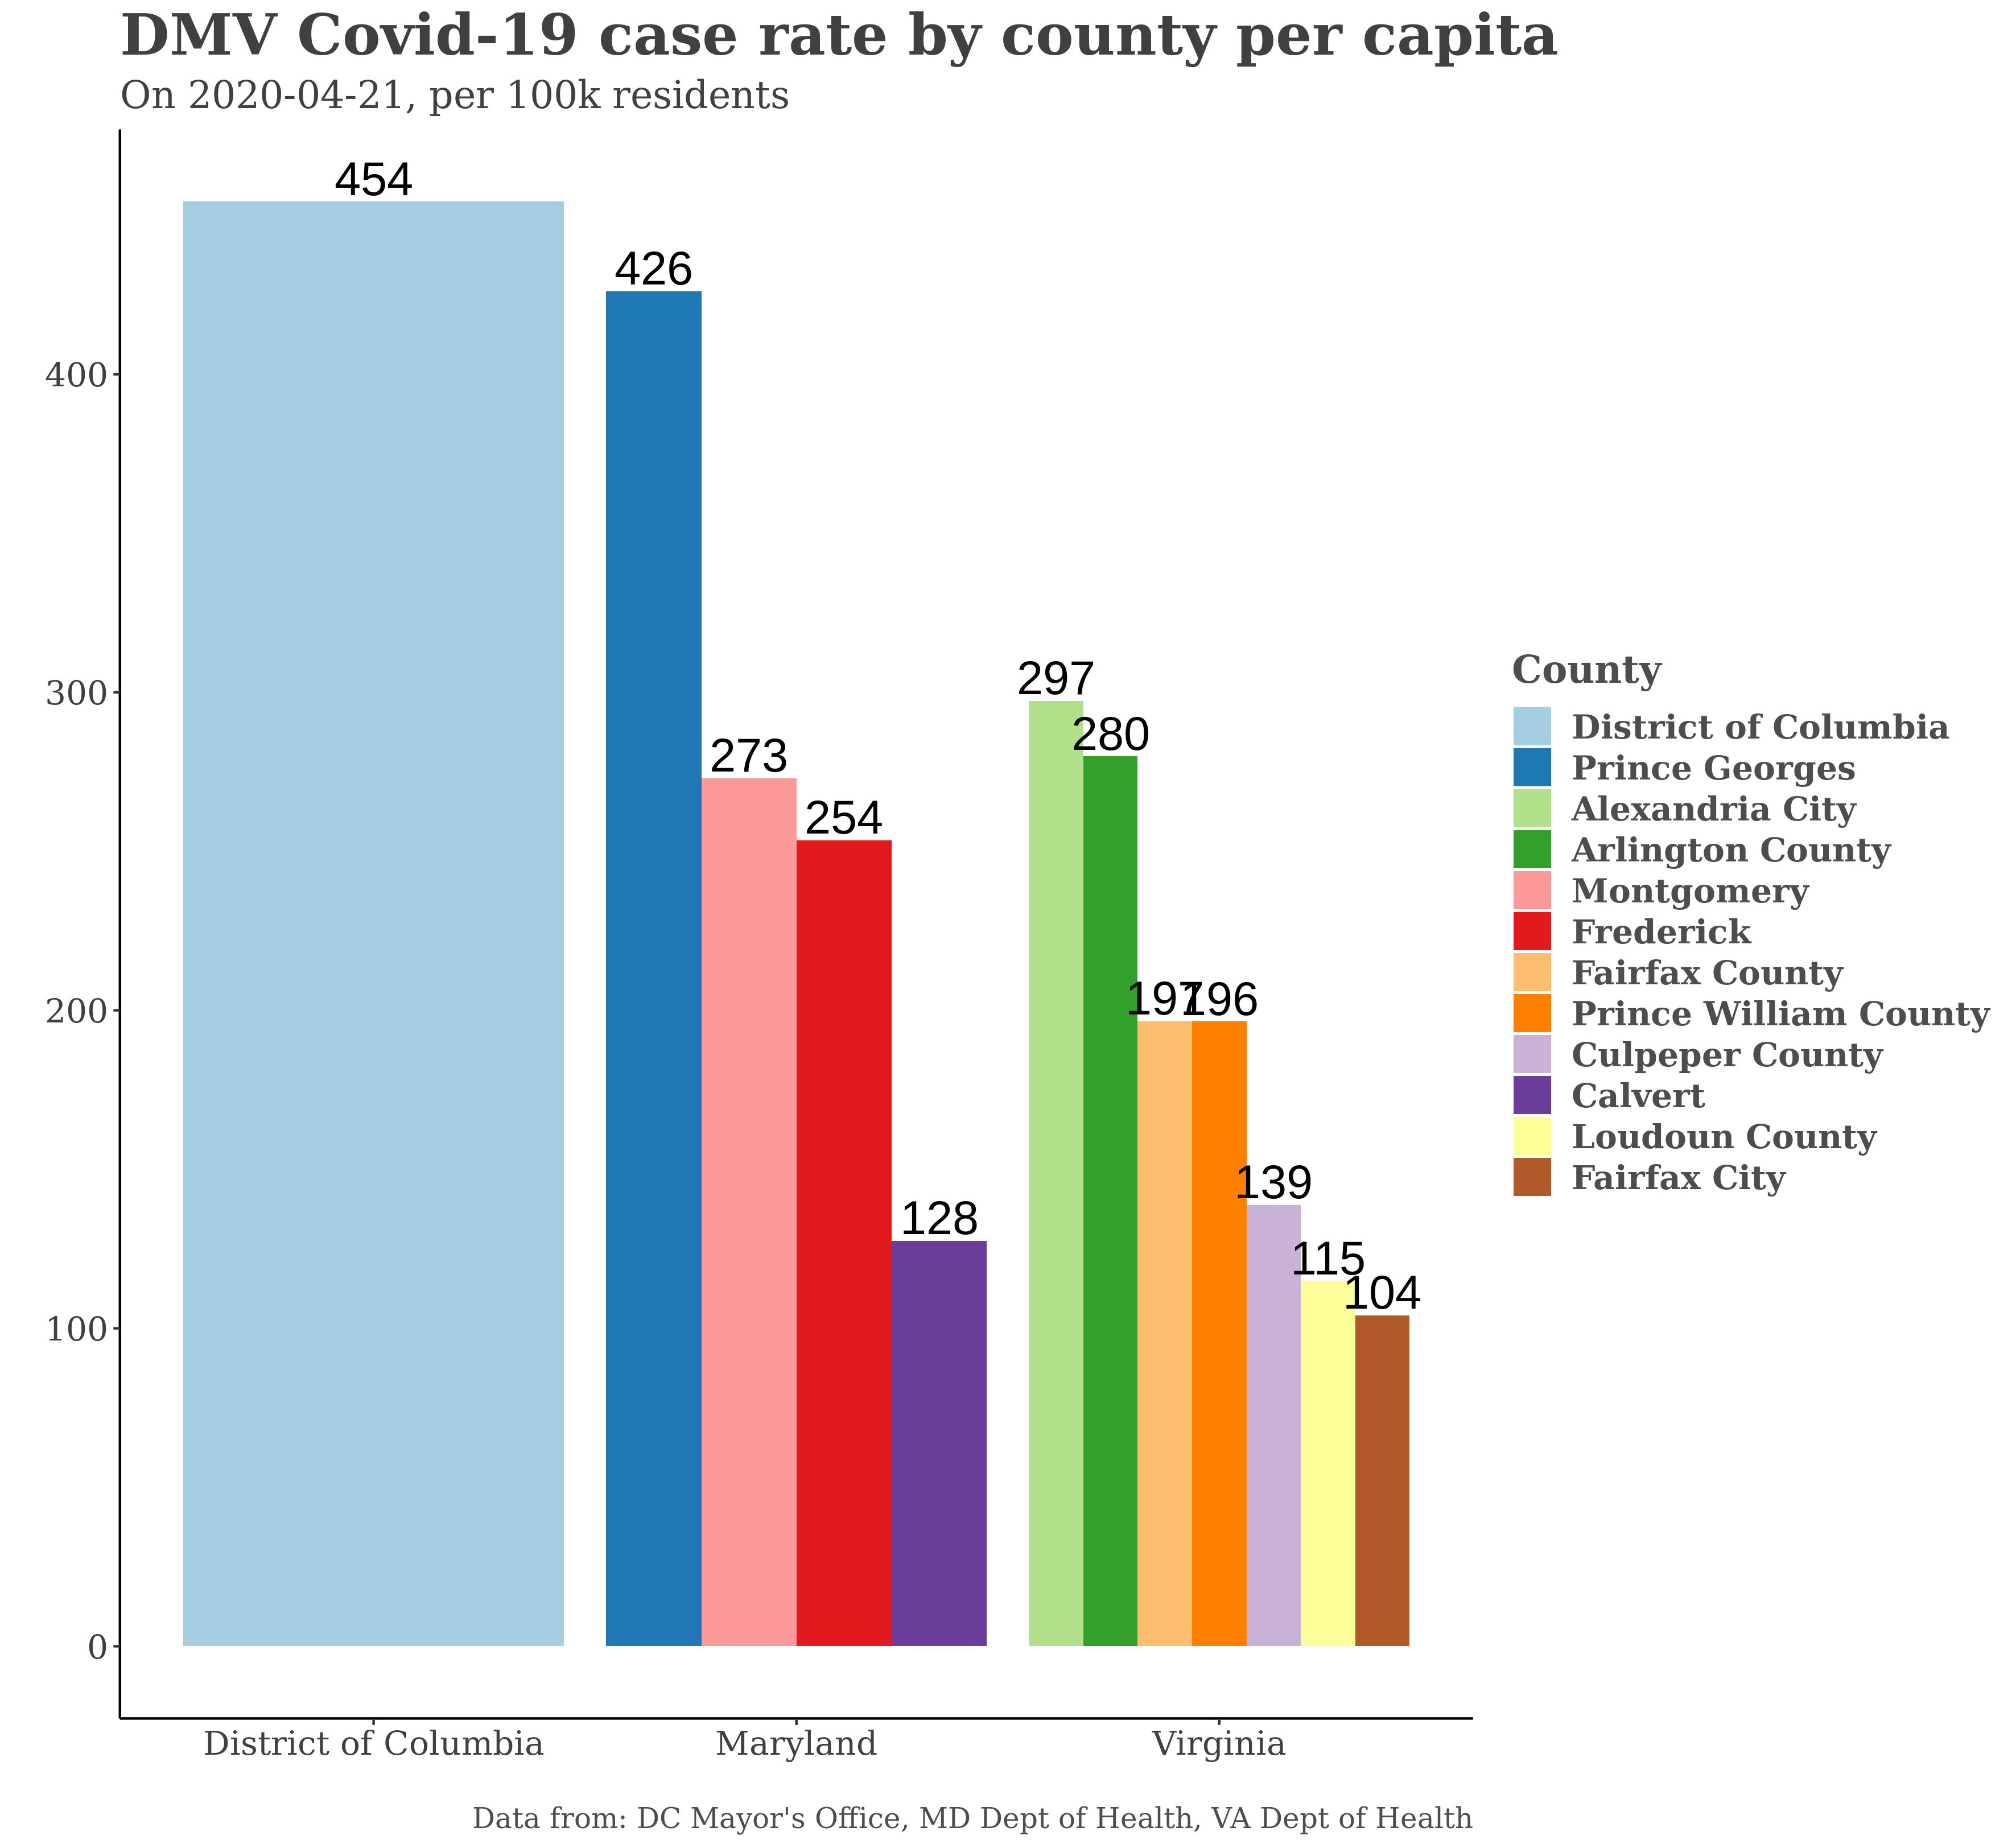 DMV Covid-19 case rate by county per capita
On 2020-04-21, per 100k residents
454
426
400
300
297
280
273
254
200
197
196
139
128
115
104
100
0
County
District of Columbia
Prince Georges
Alexandria City
Arlington County
Montgomery
Frederick
Fairfax County
Prince William County
Culpeper County
Calvert
Loudoun County
Fairfax City
District of Columbia
Maryland
Virginia
Data from: DC Mayor's Office, MD Dept of Health, VA Dept of Health